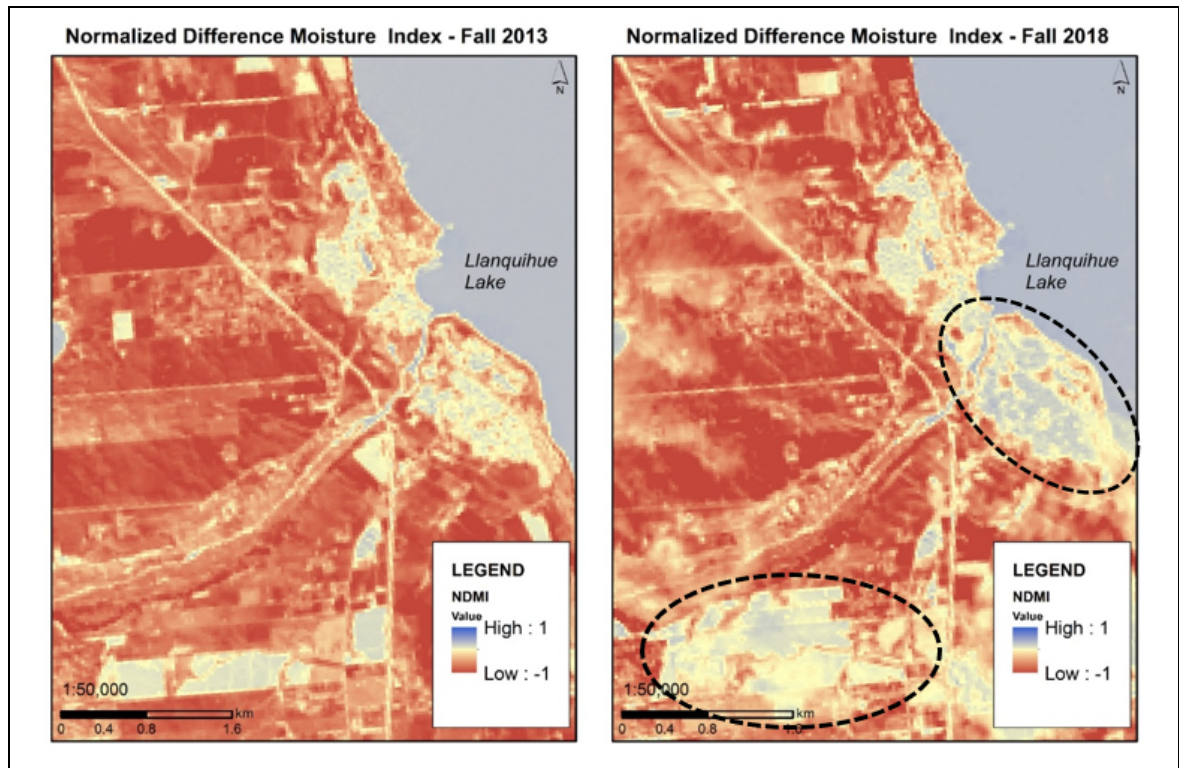 Normalized Difference Moisture Index - Fall 2013
N
Llanquihue
Lake
LEGEND
NDMI
Value
High : 1
Low : -1
1:50,000
km
0 0.4 0.8 1.6
Normalized Difference Moisture Index - Fall 2018
N
Llanquihue
Lake
LEGEND
NDMI
Value
High : 1
Low : -1
1:50,000
km
0 0.4 0.8